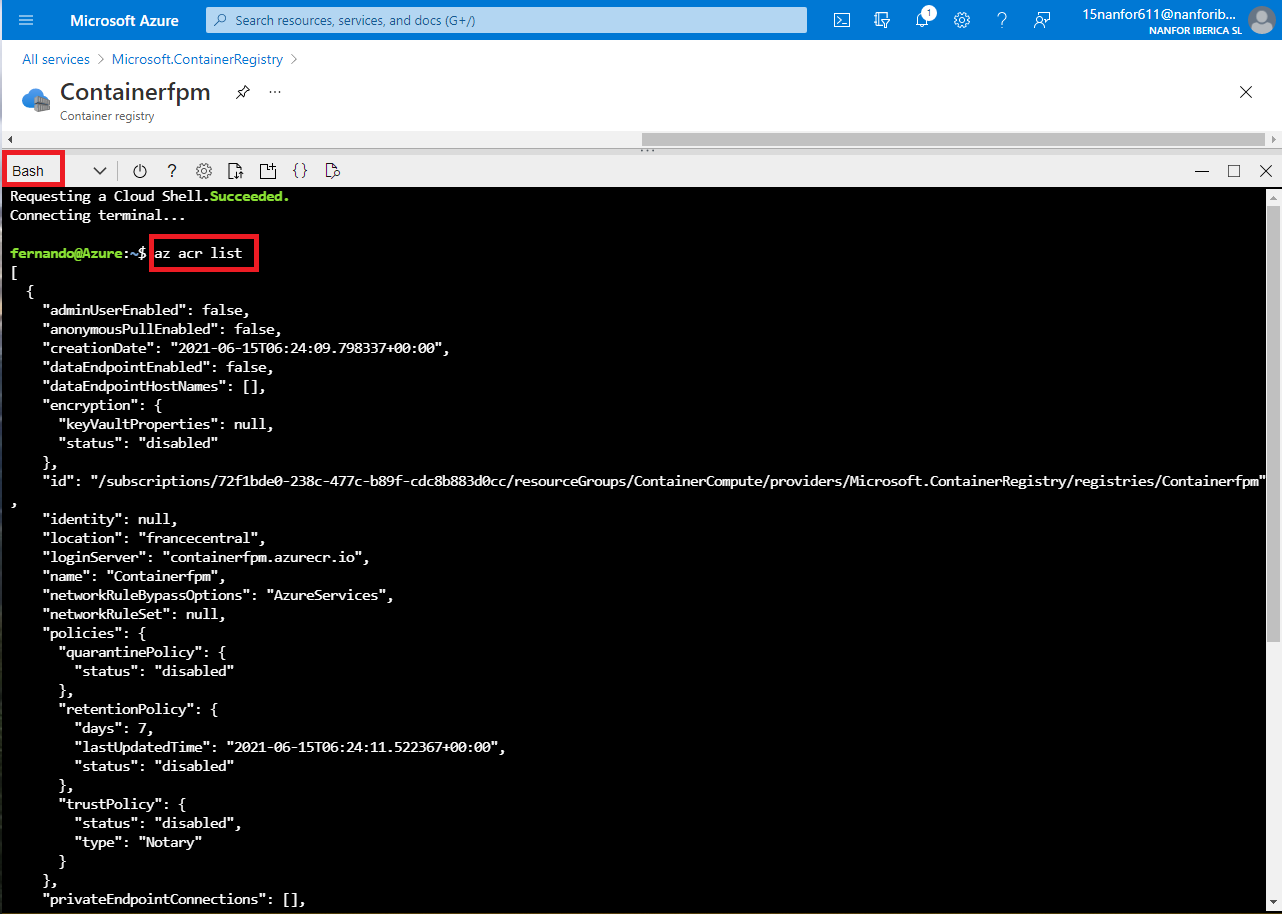 Microsoft Azure
Search resources, services, and docs (G+/)
1
15nanfor611@nanforib...
NANFOR IBERICA SL
All services > Microsoft.ContainerRegistry >
Containerfpm
Container registry
Bash
Requesting a Cloud Shell.Succeeded.
Connecting terminal...
fernando@Azure:~$ az acr list
[
  {
    "adminUserEnabled": false,
    "anonymousPullEnabled": false,
    "creationDate": "2021-06-15T06:24:09.798337+00:00",
    "dataEndpointEnabled": false,
    "dataEndpointHostNames": [],
    "encryption": {
      "keyVaultProperties": null,
      "status": "disabled"
    },
    "id": "/subscriptions/72f1bde0-238c-477c-b89f-cdc8b883d0cc/resourceGroups/ContainerCompute/providers/Microsoft.ContainerRegistry/registries/Containerfpm"
,
    "identity": null,
    "location": "francecentral",
    "loginServer": "containerfpm.azurecr.io",
    "name": "Containerfpm",
    "networkRuleBypassOptions": "AzureServices",
    "networkRuleSet": null,
    "policies": {
      "quarantinePolicy": {
        "status": "disabled"
      },
      "retentionPolicy": {
        "days": 7,
        "lastUpdatedTime": "2021-06-15T06:24:11.522367+00:00",
        "status": "disabled"
      },
      "trustPolicy": {
        "status": "disabled",
        "type": "Notary"
      }
    },
    "privateEndpointConnections": [],